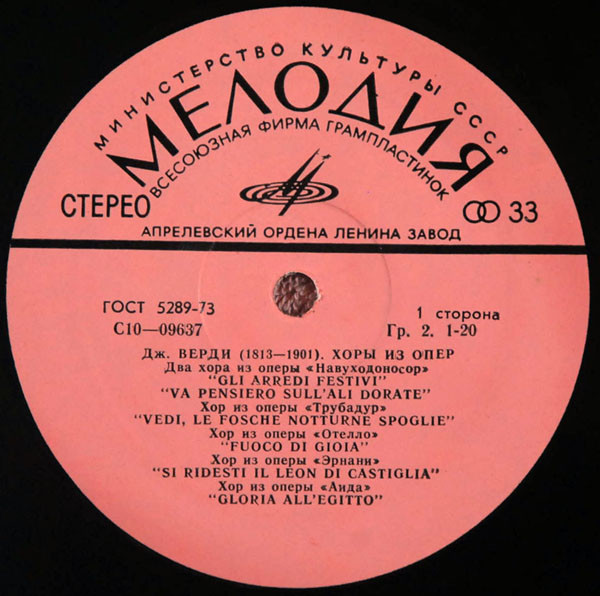 МИНИСТЕРСТВО КУЛЬТУРЫ СССР
МЕЛОДИЯ
ВСЕСОЮЗНАЯ ФИРМА ГРАМПЛАСТИНОК
СТЕРЕО
33
АПРЕЛЕВСКИЙ ОРДЕНА ЛЕНИНА ЗАВОД
ГОСТ 5289-73
1 сторона
С10—09637
Гр. 2. 1-20
Дж. ВЕРДИ (1813—1901). ХОРЫ ИЗ ОПЕР
Два хора из оперы «Навуходоносор»
"GLI ARREDI FESTIVI"
"VA PENSIERO SULL'ALI DORATE"
Хор из оперы «Трубадур»
"VEDI, LE FOSCHE NOTTURNE SPOGLIE"
Хор из оперы «Отелло»
"FUOCO DI GIOIA"
Хор из оперы «Эрнани»
"SI RIDESTI IL LEON DI CASTIGLIA"
Хор из оперы «Аида»
"GLORIA ALL'EGITTO"